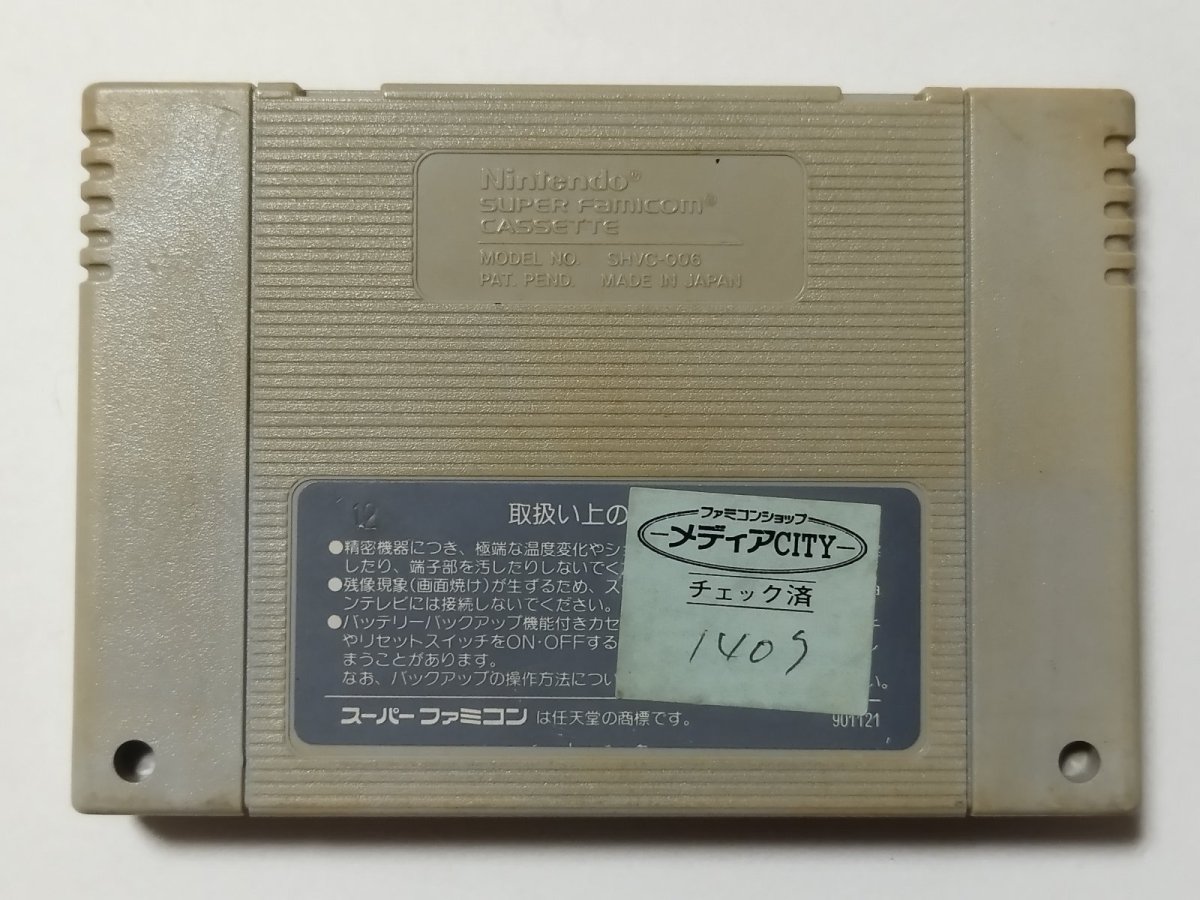 Nintendo®
SUPER FAMICOM®
CASSETTE
MODEL NO. SHVC-006
PAT. PEND. MADE IN JAPAN
12
取扱い上の
●精密機器につき、極端な温度変化やショ
したり、端子部を汚したりしないでくだ
●残像現象(画面焼け)が生ずるため、ス
ンテレビには接続しないでください。
●バッテリーバックアップ機能付きカセ
やリセットスイッチをON・OFFする
まうことがあります。
なお、バックアップの操作方法につい
い。
スーパーファミコン は任天堂の商標です。
901121
ファミコンショップ
メディアCITY
チェック済
1409